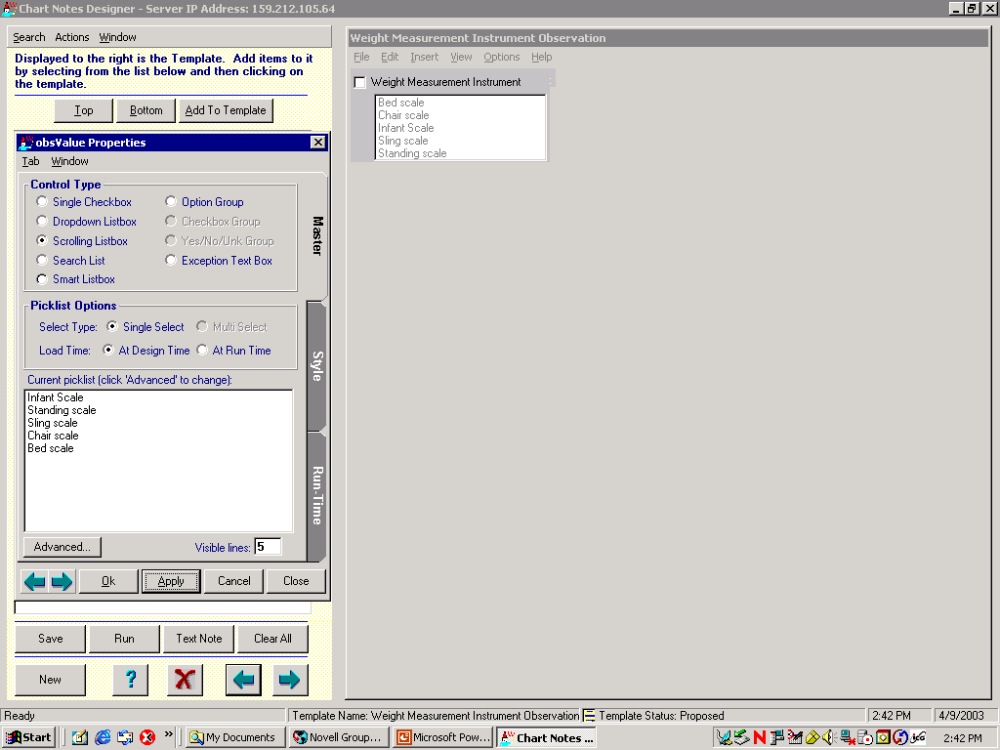 Chart Notes Designer - Server IP Address: 159.212.105.64
Search Actions Window
Displayed to the right is the Template. Add items to it
by selecting from the list below and then clicking on
the template.
Top Bottom Add To Template
obsValue Properties
Tab Window
Control Type
Single Checkbox Option Group
Dropdown Listbox Checkbox Group
Scrolling Listbox Yes/No/Unk Group
Search List Exception Text Box
Smart Listbox
Master
Picklist Options
Select Type: Single Select Multi Select
Load Time: At Design Time At Run Time
Style
Current picklist (click 'Advanced' to change):
Infant Scale
Standing scale
Sling scale
Chair scale
Bed scale
Run-Time
Advanced... Visible lines: 5
Ok Apply Cancel Close
Save Run Text Note Clear All
New ?
Weight Measurement Instrument Observation
File Edit Insert View Options Help
Weight Measurement Instrument
Bed scale
Chair scale
Infant Scale
Sling scale
Standing scale
Ready Template Name: Weight Measurement Instrument Observation Template Status: Proposed 2:42 PM 4/9/2003
Start » My Documents Novell Group... Microsoft Pow... Chart Notes ... N 2:42 PM